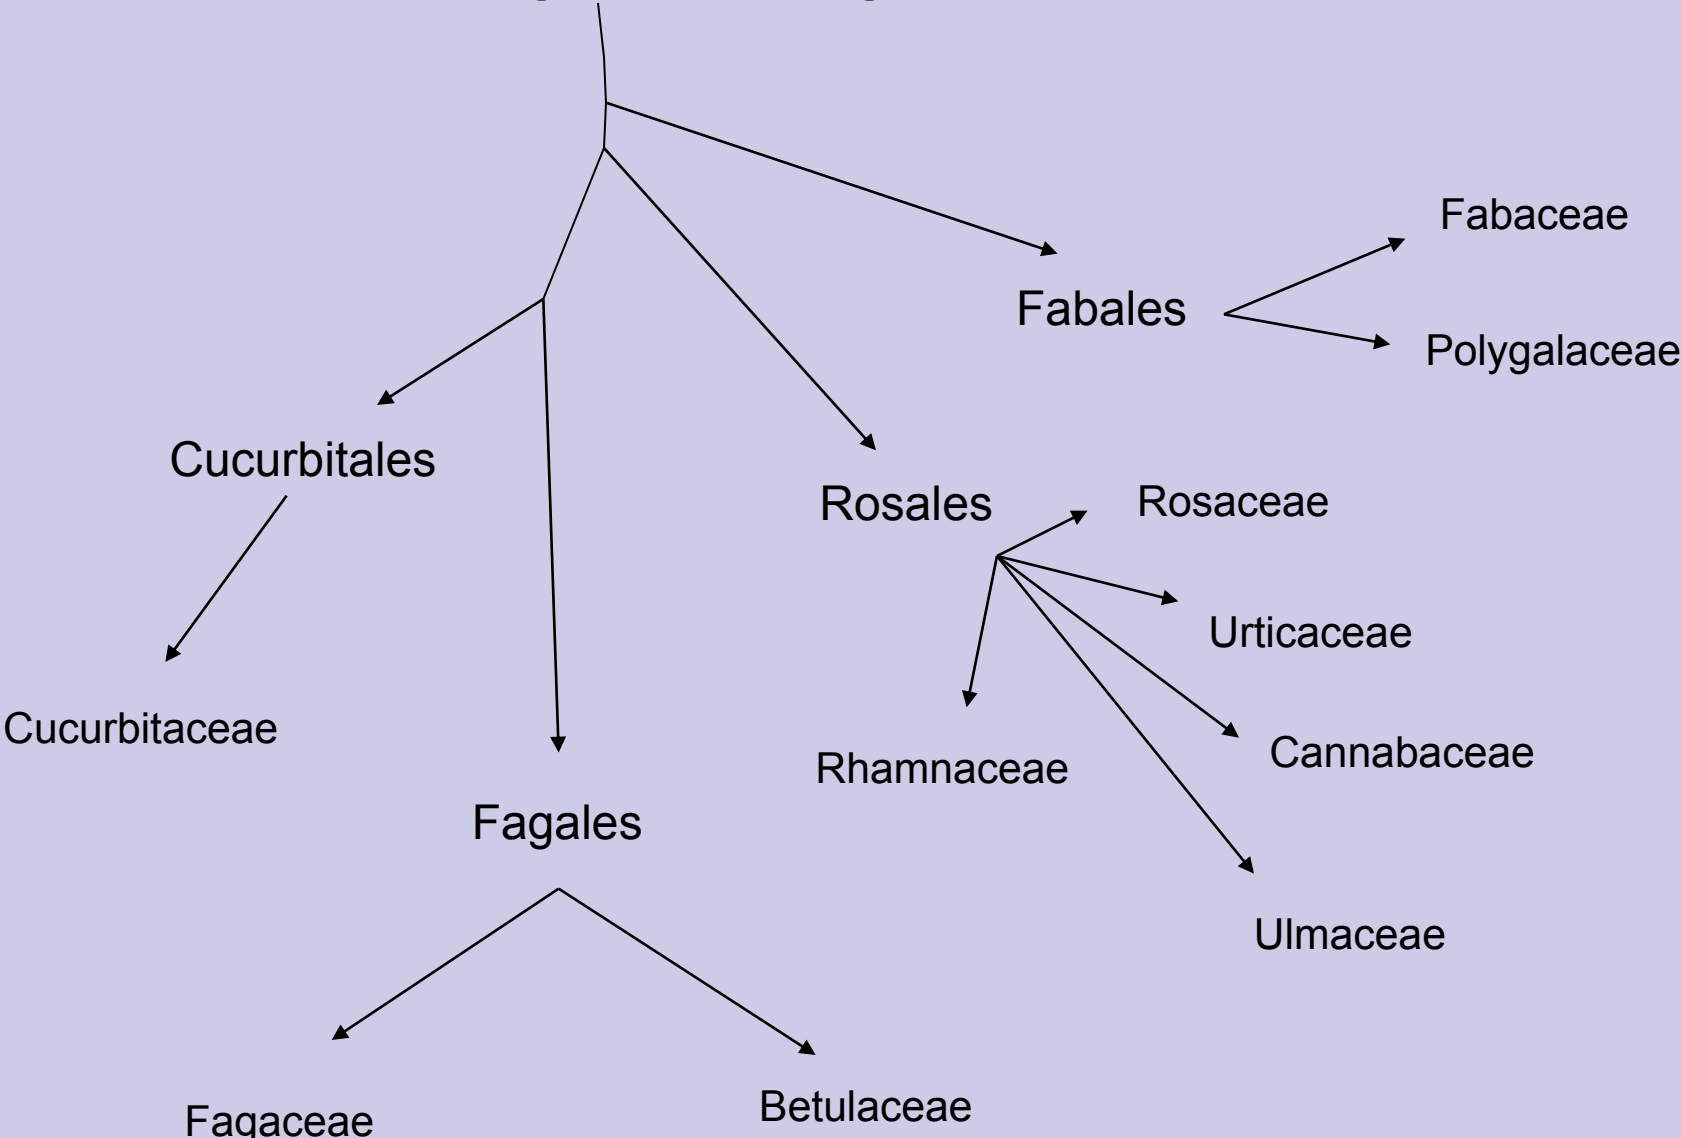 Fabaceae
Fabales
Polygalaceae
Cucurbitales
Rosales
Rosaceae
Urticaceae
Cucurbitaceae
Rhamnaceae
Cannabaceae
Fagales
Ulmaceae
Fagaceae
Betulaceae